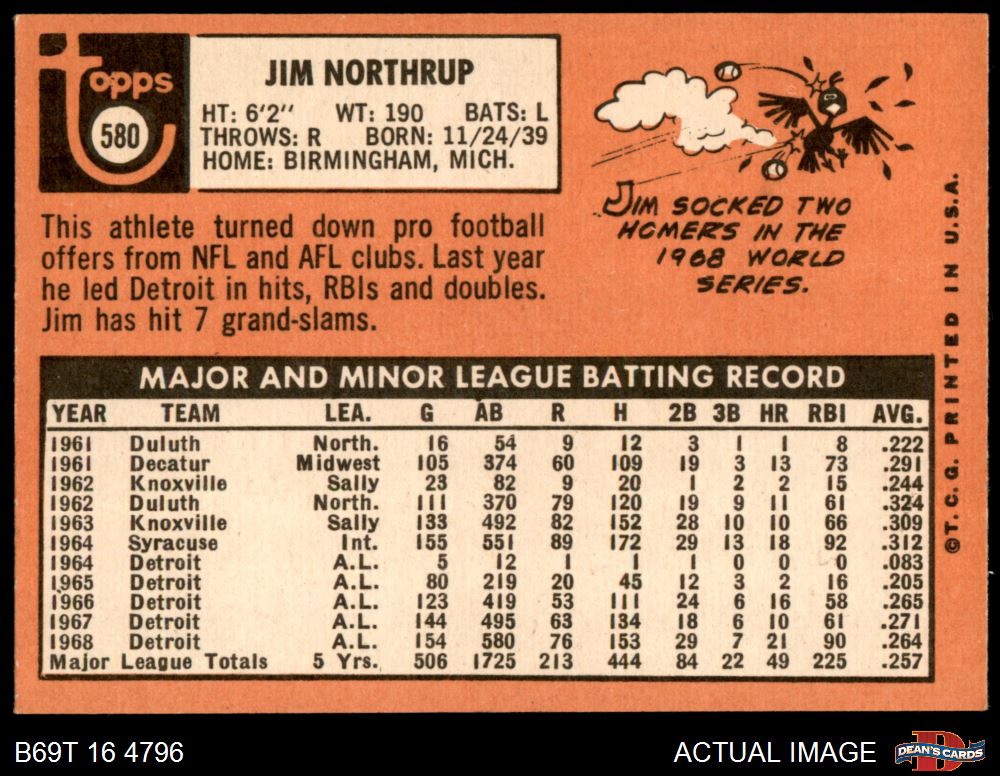 Topps
580
JIM NORTHRUP
HT: 6'2" WT: 190 BATS: L
THROWS: R BORN: 11/24/39
HOME: BIRMINGHAM, MICH.
This athlete turned down pro football
offers from NFL and AFL clubs. Last year
he led Detroit in hits, RBIs and doubles.
Jim has hit 7 grand-slams.
JIM SOCKED TWO
HOMERS IN THE
1968 WORLD
SERIES.
©T.C.G. PRINTED IN U.S.A.
MAJOR AND MINOR LEAGUE BATTING RECORD
YEAR TEAM LEA. G AB R H 2B 3B HR RBI AVG.
1961 Duluth North. 16 54 9 12 3 1 1 8 .222
1961 Decatur Midwest 105 374 60 109 19 3 13 73 .291
1962 Knoxville Sally 23 82 9 20 1 2 2 15 .244
1962 Duluth North. 111 370 79 120 19 9 11 61 .324
1963 Knoxville Sally 133 492 82 152 28 10 10 66 .309
1964 Syracuse Int. 155 551 89 172 29 13 18 92 .312
1964 Detroit A.L. 5 12 1 1 1 0 0 0 .083
1965 Detroit A.L. 80 219 20 45 12 3 2 16 .205
1966 Detroit A.L. 123 419 53 111 24 6 16 58 .265
1967 Detroit A.L. 144 495 63 134 18 6 10 61 .271
1968 Detroit A.L. 154 580 76 153 29 7 21 90 .264
Major League Totals 5 Yrs. 506 1725 213 444 84 22 49 225 .257
B69T 16 4796
ACTUAL IMAGE
DEAN'S CARDS